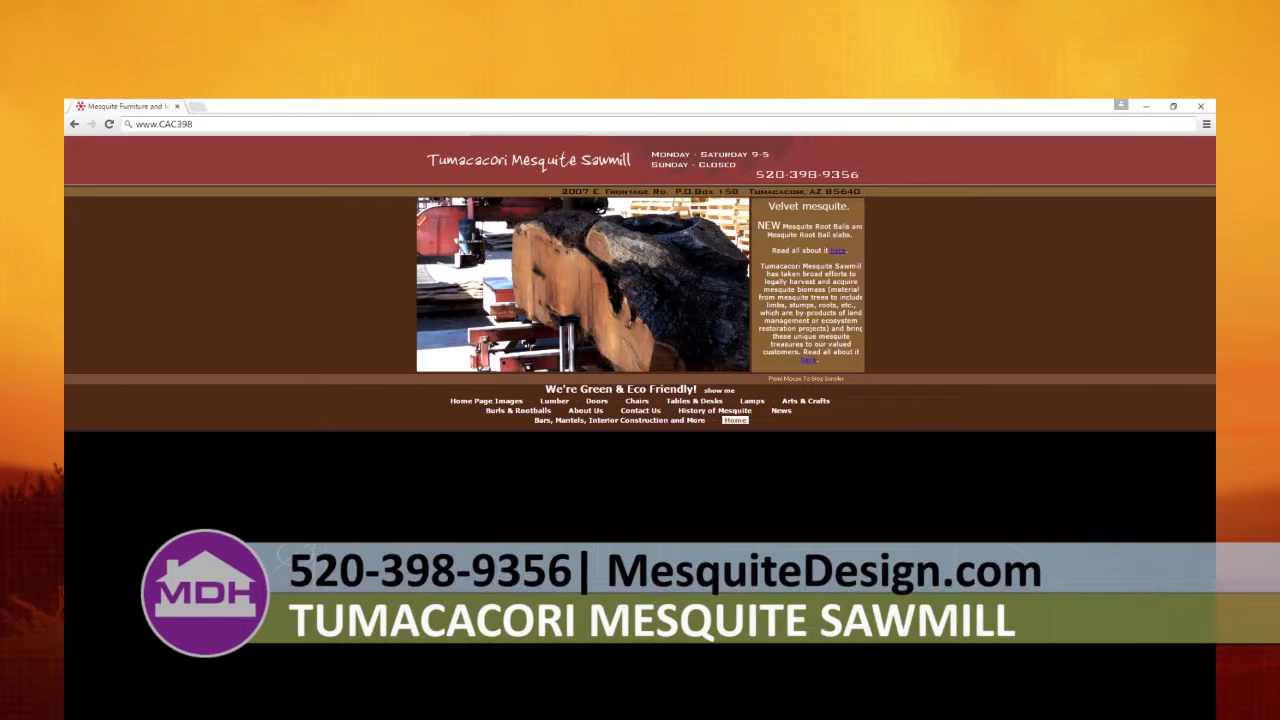 Mesquite Furniture and M
www.CAC398
Tumacacori Mesquite Sawmill
Monday - Saturday 9-5
Sunday - Closed
520-398-9356
2007 E. Frontage Rd. P.O Box 158 Tumacacori, AZ 85640
Velvet mesquite.
NEW Mesquite Root Balls and
Mesquite Root Ball slabs.
Read all about it here.
Tumacacori Mesquite Sawmill
has taken broad efforts to
legally harvest and acquire
mesquite biomass (material
from mesquite trees to include
limbs, stumps, roots, etc.,
which are by-products of land
management or ecosystem
restoration projects) and bring
these unique mesquite
treasures to our valued
customers. Read all about it
here.
Point Mouse To Stop Scroller
We're Green & Eco Friendly! show me
Home Page Images Lumber Doors Chairs Tables & Desks Lamps Arts & Crafts
Burls & Rootballs About Us Contact Us History of Mesquite News
Bars, Mantels, Interior Construction and More Home
MDH
520-398-9356| MesquiteDesign.com
TUMACACORI MESQUITE SAWMILL